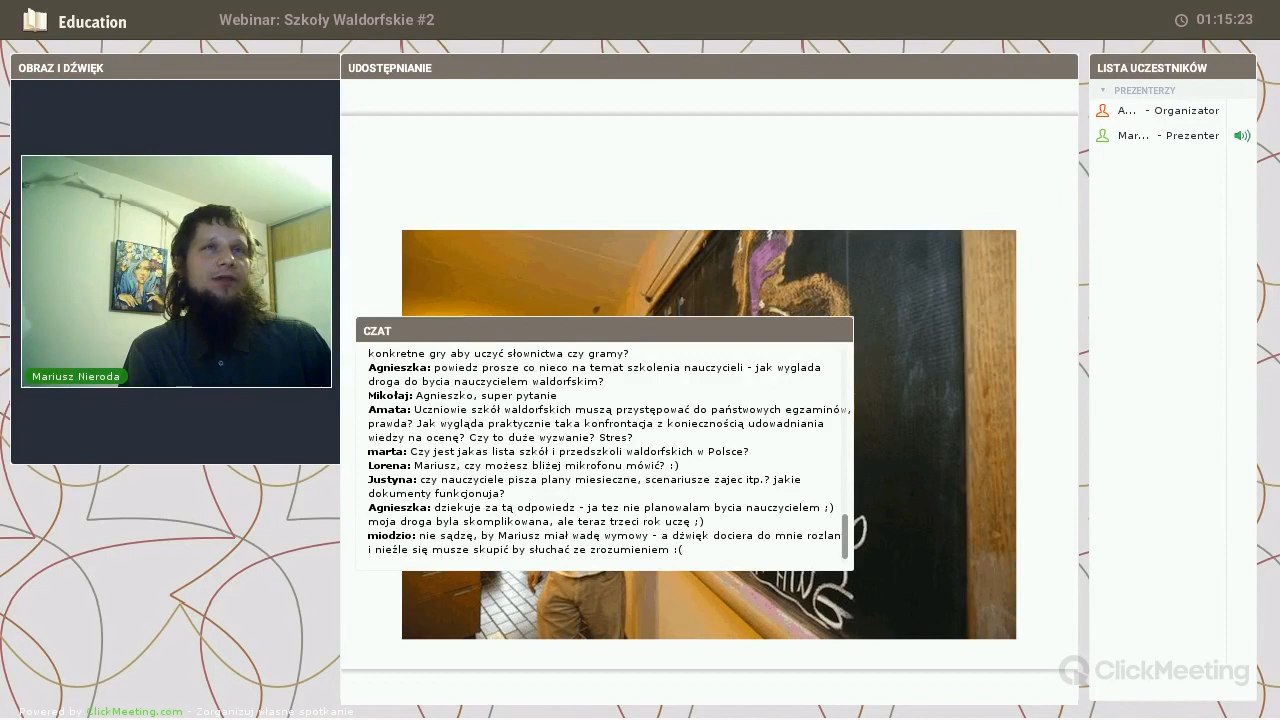 Education
Webinar: Szkoły Waldorfskie #2
01:15:23
OBRAZ I DŹWIĘK
UDOSTĘPNIANIE
LISTA UCZESTNIKÓW
PREZENTERZY
A... - Organizator
Mar... - Prezenter
Mariusz Nieroda
CZAT
konkretne gry aby uczyć słownictwa czy gramy?
Agnieszka: powiedz prosze co nieco na temat szkolenia nauczycieli - jak wyglada
droga do bycia nauczycielem waldorfskim?
Mikołaj: Agnieszko, super pytanie
Amata: Uczniowie szkół waldorfskich muszą przystępować do państwowych egzaminów,
prawda? Jak wygląda praktycznie taka konfrontacja z koniecznością udowadniania
wiedzy na ocenę? Czy to duże wyzwanie? Stres?
marta: Czy jest jakas lista szkół i przedszkoli waldorfskich w Polsce?
Lorena: Mariusz, czy możesz bliżej mikrofonu mówić? :)
Justyna: czy nauczyciele pisza plany miesieczne, scenariusze zajec itp.? jakie
dokumenty funkcjonuja?
Agnieszka: dziekuje za tą odpowiedz - ja tez nie planowalam bycia nauczycielem ;)
moja droga byla skomplikowana, ale teraz trzeci rok uczę ;)
miodzio: nie sądzę, by Mariusz miał wadę wymowy - a dźwięk dociera do mnie rozlan
i nieźle się musze skupić by słuchać ze zrozumieniem :(
ClickMeeting
Powered by ClickMeeting.com - Zorganizuj własne spotkanie